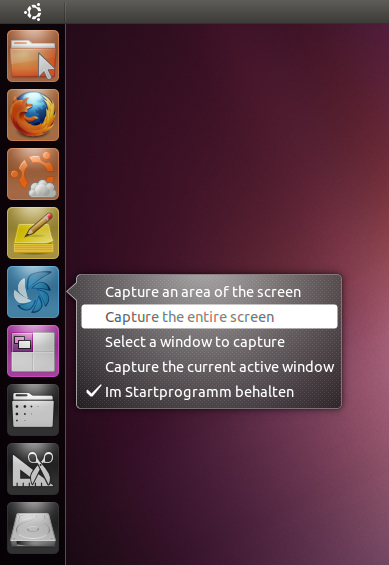 Capture an area of the screen
Capture the entire screen
Select a window to capture
Capture the current active window
Im Startprogramm behalten